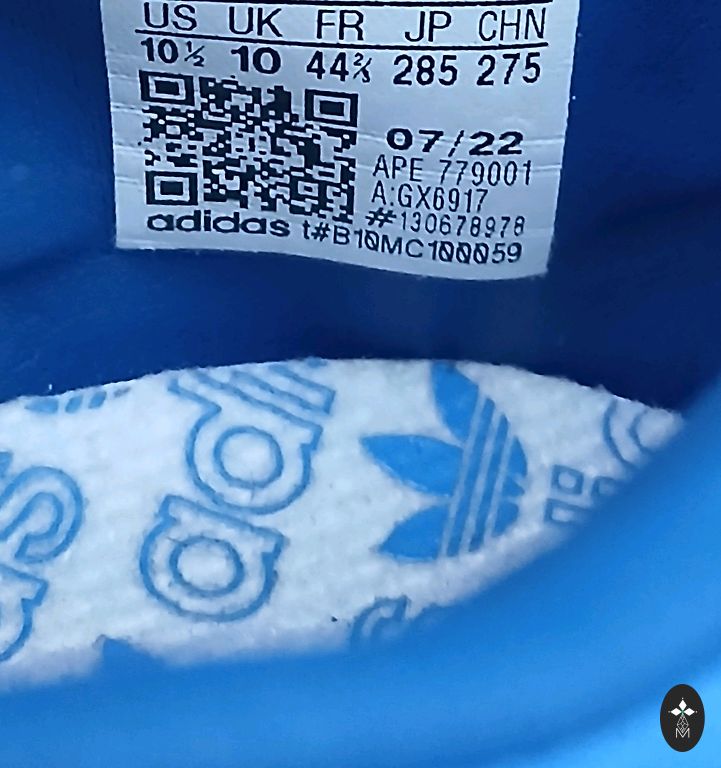 US UK FR JP CHN
10½ 10 44⅔ 285 275
07/22
APE 779001
A:GX6917
#130678978
adidas t#B10MC100059
adi